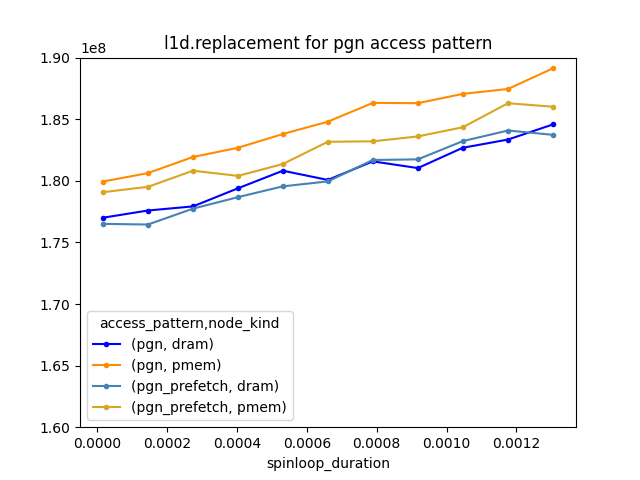 l1d.replacement for pgn access pattern
1e8
1.90
1.85
1.80
1.75
1.70
1.65
1.60
access_pattern,node_kind
(pgn, dram)
(pgn, pmem)
(pgn_prefetch, dram)
(pgn_prefetch, pmem)
0.0000 0.0002 0.0004 0.0006 0.0008 0.0010 0.0012
spinloop_duration